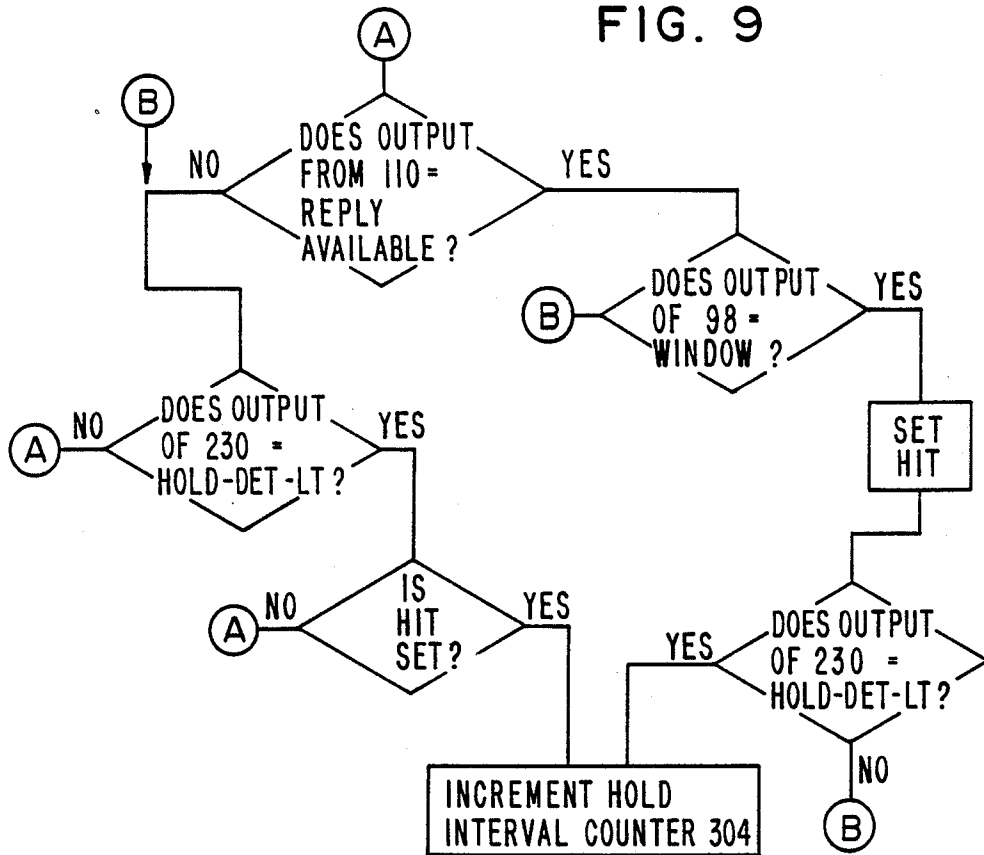 FIG. 9
A
B
DOES OUTPUT
FROM 110 =
REPLY
AVAILABLE ?
NO
YES
DOES OUTPUT
OF 98 =
WINDOW ?
B
YES
SET
HIT
DOES OUTPUT
OF 230 =
HOLD-DET-LT ?
A
NO
YES
IS
HIT
SET ?
A
NO
YES
DOES OUTPUT
OF 230 =
HOLD-DET-LT ?
YES
NO
B
INCREMENT HOLD
INTERVAL COUNTER 304